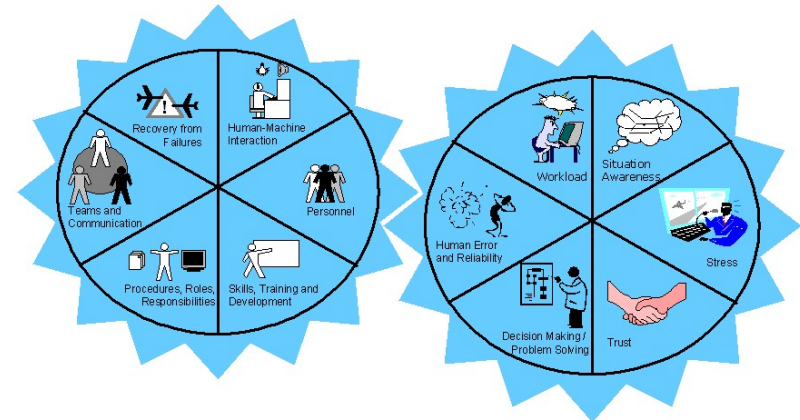 Recovery from
Failures
Human-Machine
Interaction
Teams and
Communication
Personnel
Procedures, Roles,
Responsibilities
Skills, Training and
Development
Workload
Situation
Awareness
Human Error
and Reliability
Stress
Decision Making /
Problem Solving
Trust